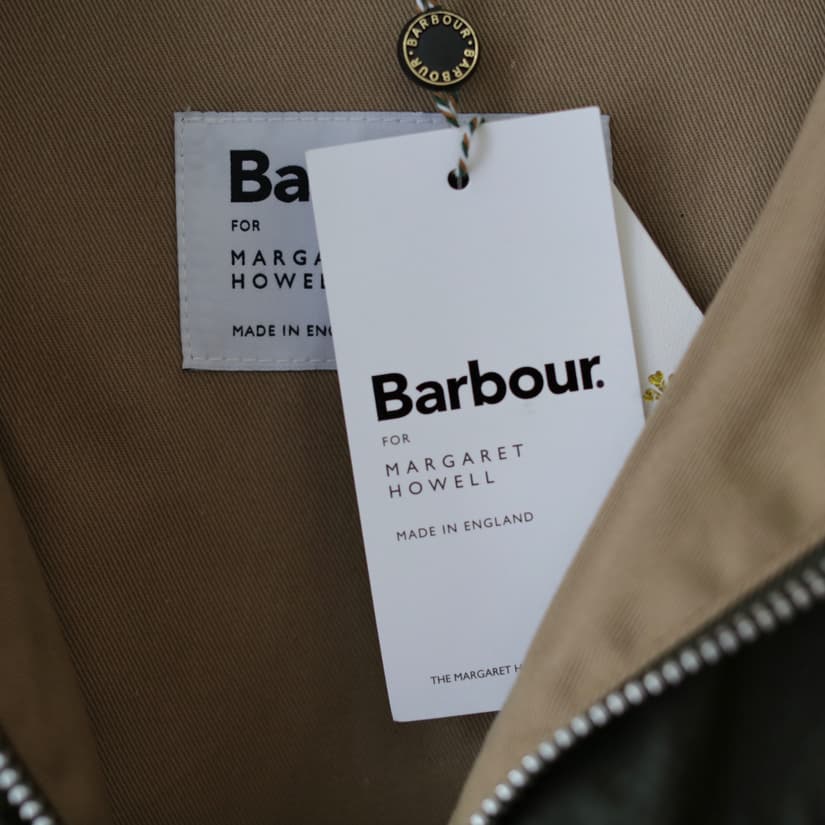 BARBOUR · BARBOUR ·
Ba
FOR
MARGA
HOWEL
MADE IN ENG
Barbour.
FOR
MARGARET
HOWELL
MADE IN ENGLAND
THE MARGARET H